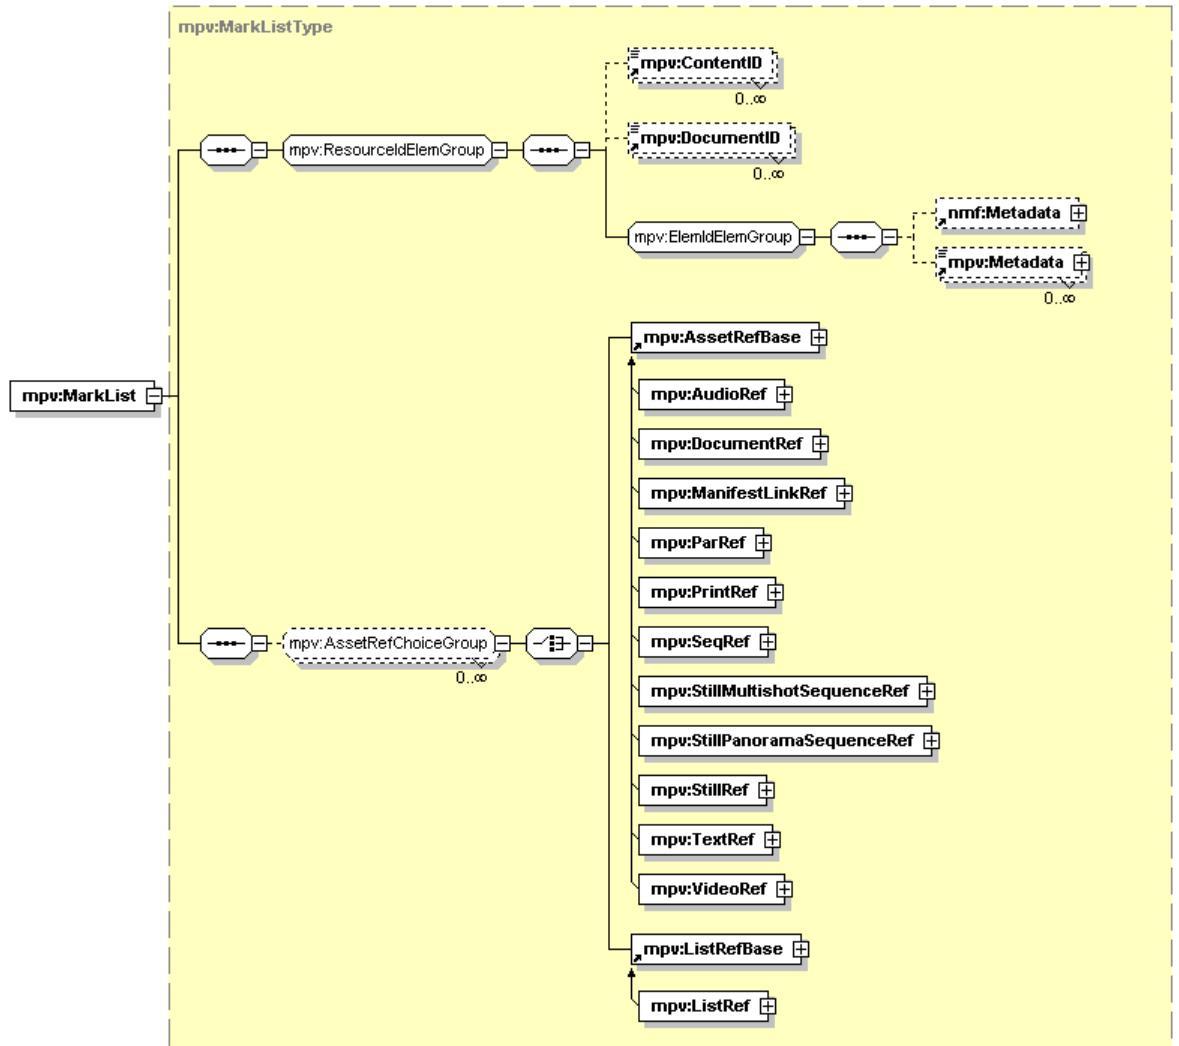 mpv:MarkListType
mpv:ContentID
0..∞
mpv:DocumentID
0..∞
mpv:ResourceIdElemGroup
mpv:ElemIdElemGroup
nmf:Metadata
mpv:Metadata
0..∞
mpv:MarkList
mpv:AssetRefChoiceGroup
0..∞
mpv:AssetRefBase
mpv:AudioRef
mpv:DocumentRef
mpv:ManifestLinkRef
mpv:ParRef
mpv:PrintRef
mpv:SeqRef
mpv:StillMultishotSequenceRef
mpv:StillPanoramaSequenceRef
mpv:StillRef
mpv:TextRef
mpv:VideoRef
mpv:ListRefBase
mpv:ListRef